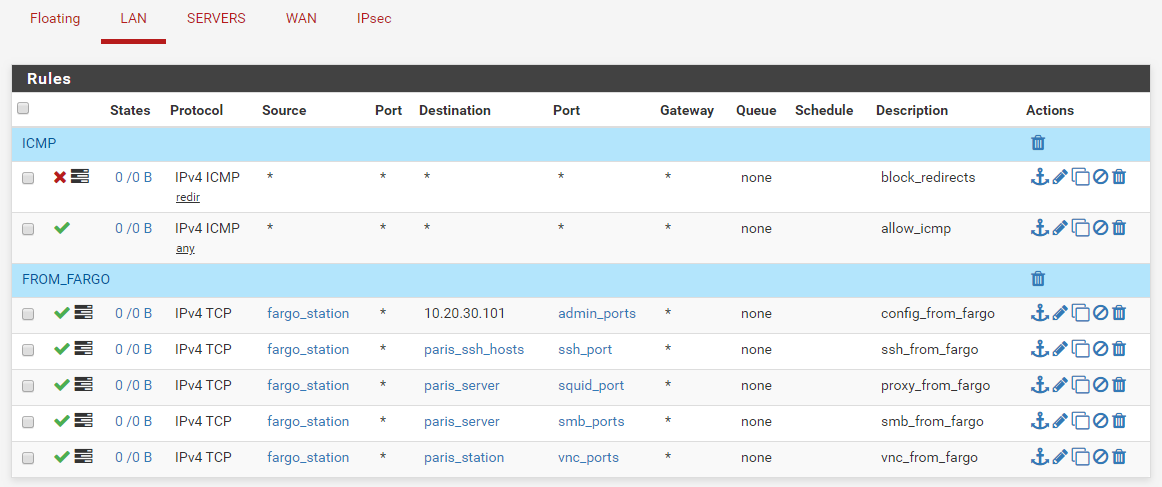 Floating LAN SERVERS WAN IPsec
Rules
States Protocol Source Port Destination Port Gateway Queue Schedule Description Actions
ICMP
0 /0 B IPv4 ICMP * * * * * none block_redirects
redir
0 /0 B IPv4 ICMP * * * * * none allow_icmp
any
FROM_FARGO
0 /0 B IPv4 TCP fargo_station * 10.20.30.101 admin_ports * none config_from_fargo
0 /0 B IPv4 TCP fargo_station * paris_ssh_hosts ssh_port * none ssh_from_fargo
0 /0 B IPv4 TCP fargo_station * paris_server squid_port * none proxy_from_fargo
0 /0 B IPv4 TCP fargo_station * paris_server smb_ports * none smb_from_fargo
0 /0 B IPv4 TCP fargo_station * paris_station vnc_ports * none vnc_from_fargo